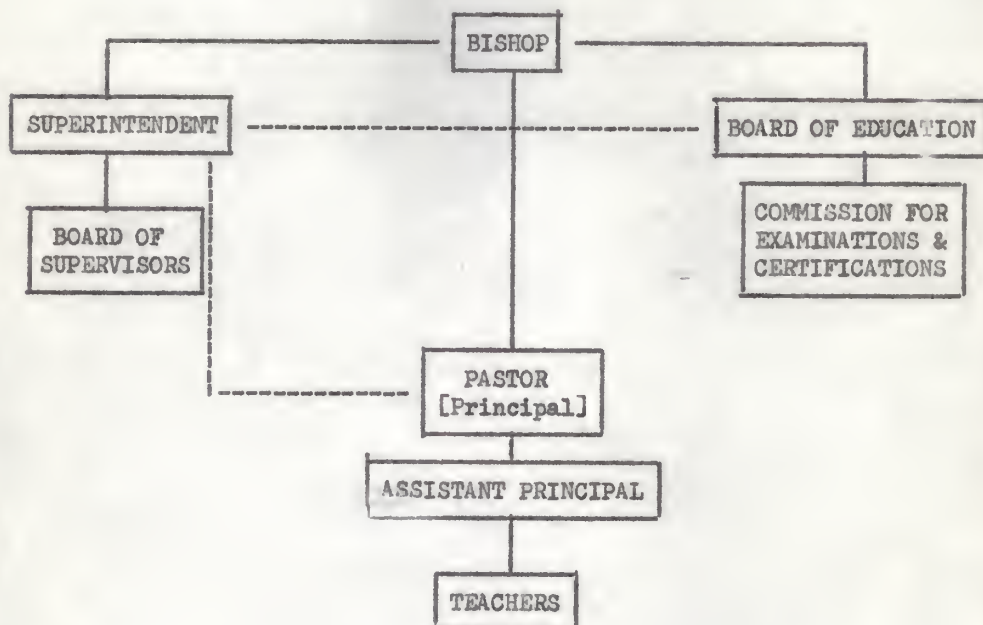 BISHOP
SUPERINTENDENT
BOARD OF EDUCATION
BOARD OF
SUPERVISORS
COMMISSION FOR
EXAMINATIONS &
CERTIFICATIONS
PASTOR
[Principal]
ASSISTANT PRINCIPAL
TEACHERS